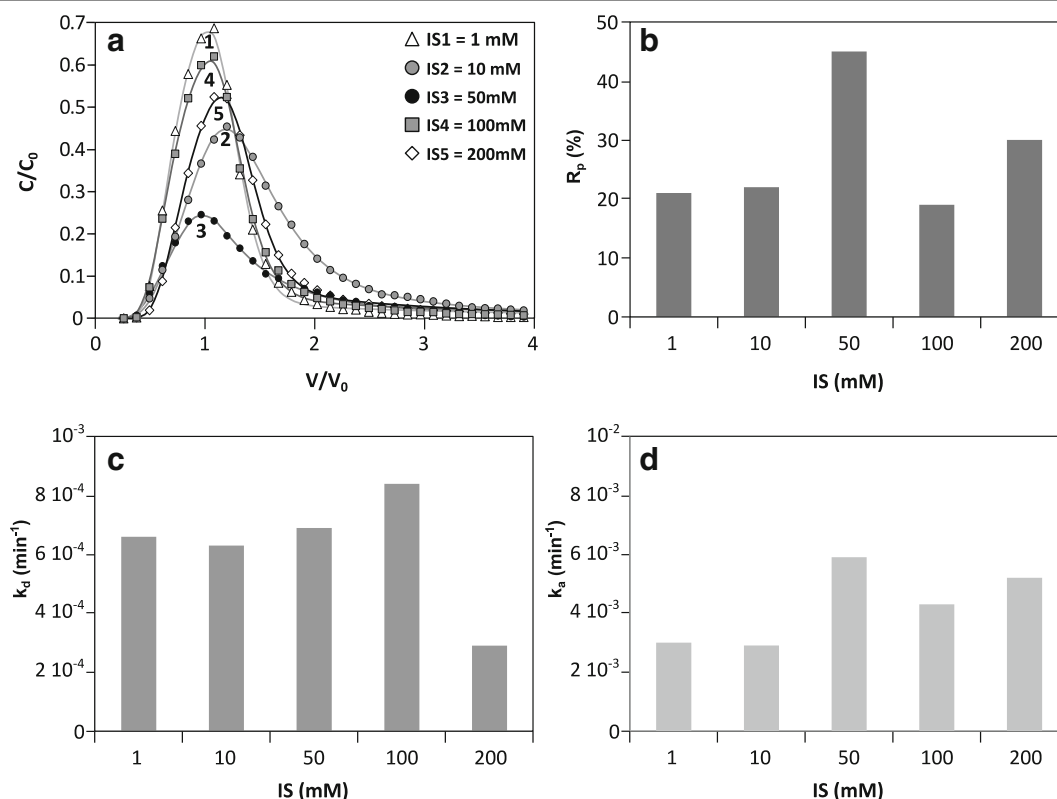 a
0.7
0.6
0.5
0.4
0.3
0.2
0.1
0
C/C₀
0 1 2 3 4
V/V₀
1
4
5
2
3
IS1 = 1 mM
IS2 = 10 mM
IS3 = 50mM
IS4 = 100mM
IS5 = 200mM
b
50
40
30
20
10
0
Rₚ (%)
1 10 50 100 200
IS (mM)
c
10⁻³
8 10⁻⁴
6 10⁻⁴
4 10⁻⁴
2 10⁻⁴
0
k_d (min⁻¹)
1 10 50 100 200
IS (mM)
d
10⁻²
8 10⁻³
6 10⁻³
4 10⁻³
2 10⁻³
0
kₐ (min⁻¹)
1 10 50 100 200
IS (mM)